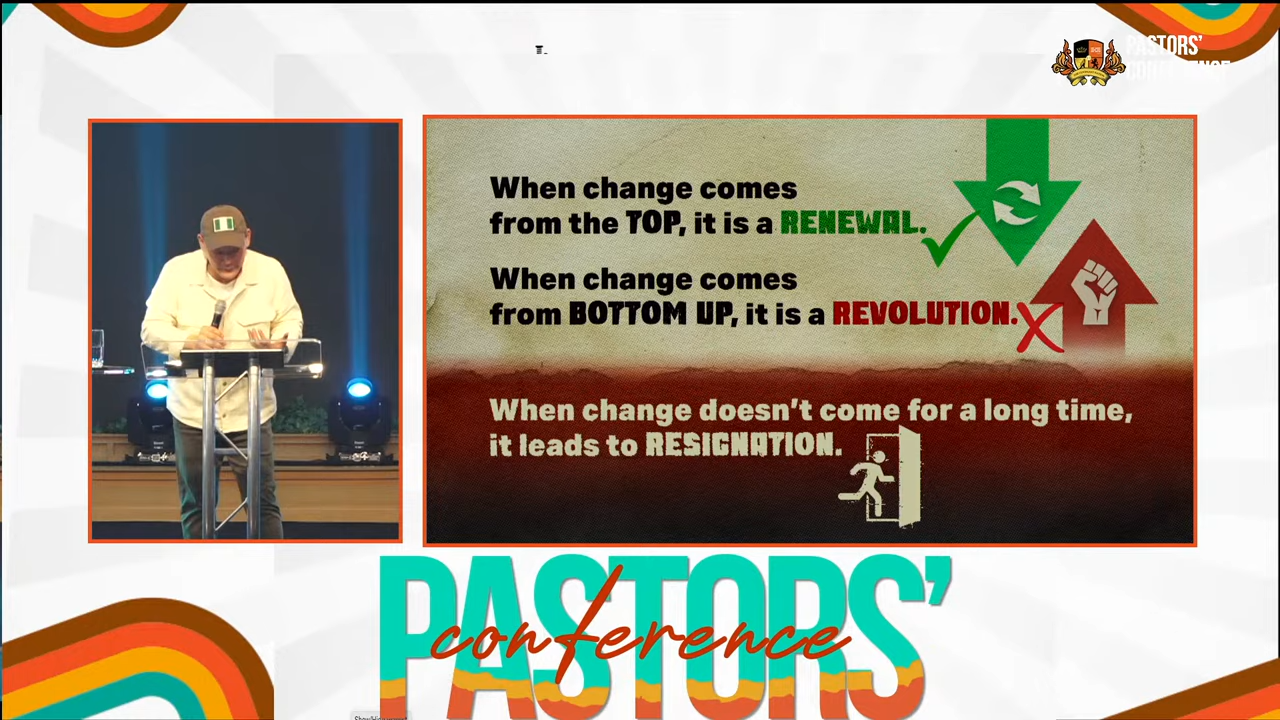 PASTORS'
CONFERENCE
When change comes
from the TOP, it is a RENEWAL.
When change comes
from BOTTOM UP, it is a REVOLUTION.
When change doesn't come for a long time,
it leads to RESIGNATION.
PASTORS'
conference